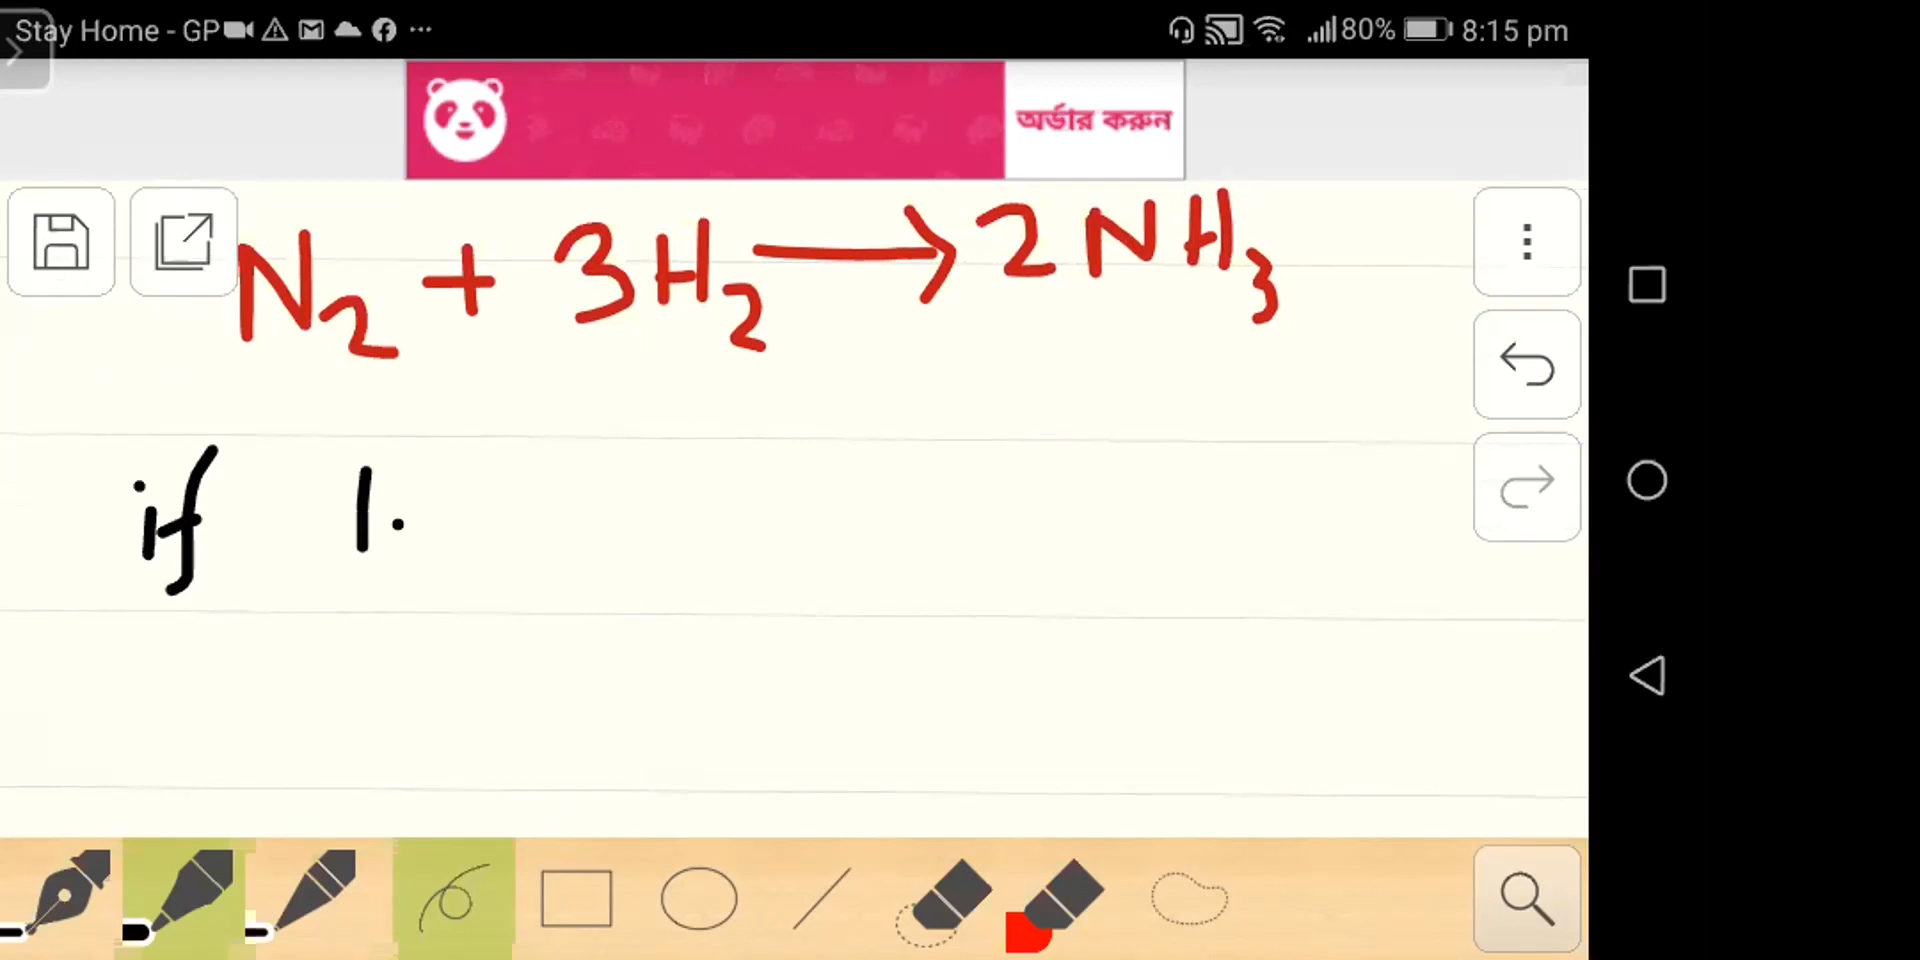 Stay Home - GP 80% 8:15 pm
অর্ডার করুন
N₂ + 3H₂ → 2NH₃
if 1.